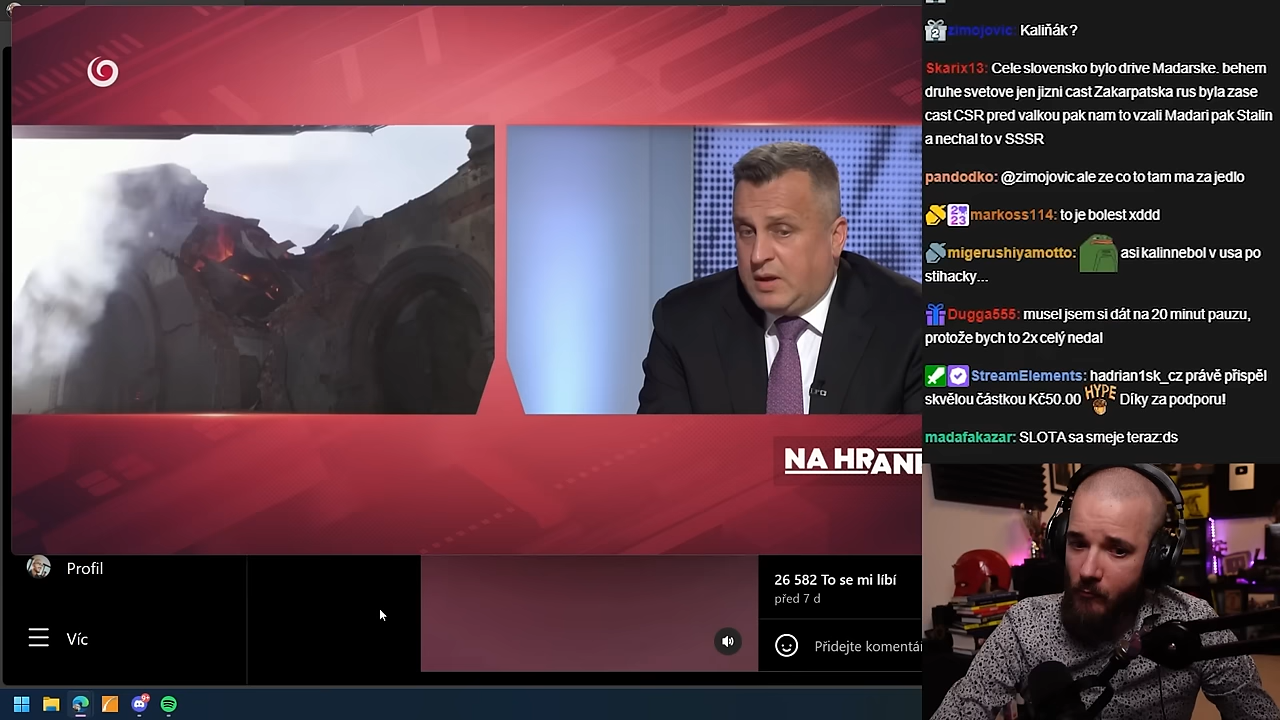 2 zimojovic: Kaliňák?
Skarix13: Cele slovensko bylo drive Madarske. behem
druhe svetove jen jizni cast Zakarpatska rus byla zase
cast CSR pred valkou pak nam to vzali Madari pak Stalin
a nechal to v SSSR
pandodko: @zimojovic ale ze co to tam ma za jedlo
markoss114: to je bolest xddd
migerushiyamotto: asi kalinnebol v usa po
stihacky...
Dugga555: musel jsem si dát na 20 minut pauzu,
protože bych to 2x celý nedal
StreamElements: hadrian1sk_cz právě přispěl
skvělou částkou Kč50.00 HYPE Díky za podporu!
madafakazar: SLOTA sa smeje teraz:ds
NA HRANE
Profil
Víc
26 582 To se mi líbí
před 7 d
Přidejte komentá